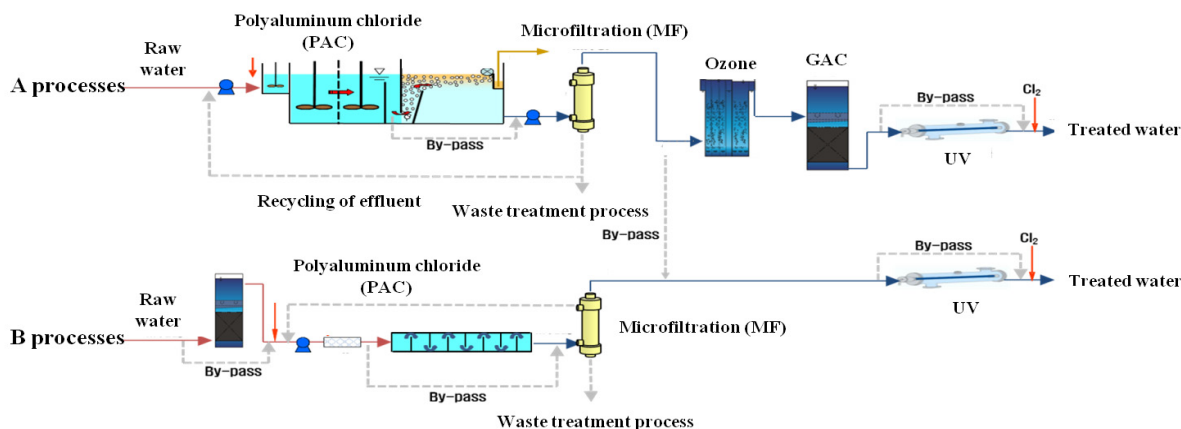 Polyaluminum chloride
(PAC)
Microfiltration (MF)
Raw
water
Ozone
GAC
A processes
By-pass
Cl2
Treated water
By-pass
UV
Recycling of effluent
Waste treatment process
By-pass
By-pass
Cl2
Polyaluminum chloride
(PAC)
Treated water
Raw
water
UV
Microfiltration (MF)
B processes
By-pass
By-pass
Waste treatment process